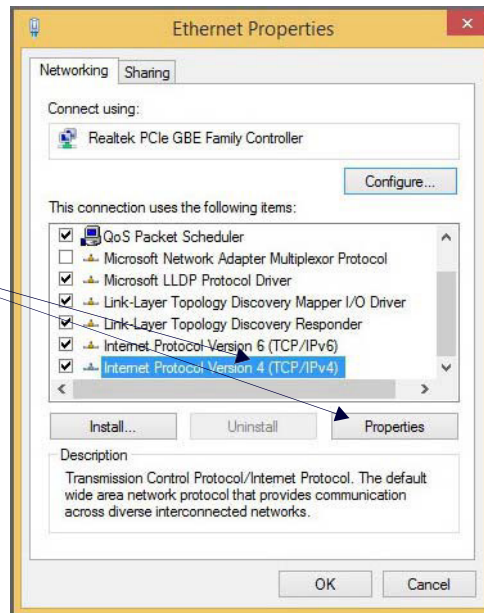 Ethernet Properties
Networking Sharing
Connect using:
Realtek PCIe GBE Family Controller
Configure...
This connection uses the following items:
QoS Packet Scheduler
Microsoft Network Adapter Multiplexor Protocol
Microsoft LLDP Protocol Driver
Link-Layer Topology Discovery Mapper I/O Driver
Link-Layer Topology Discovery Responder
Internet Protocol Version 6 (TCP/IPv6)
Internet Protocol Version 4 (TCP/IPv4)
Install... Uninstall Properties
Description
Transmission Control Protocol/Internet Protocol. The default
wide area network protocol that provides communication
across diverse interconnected networks.
OK Cancel